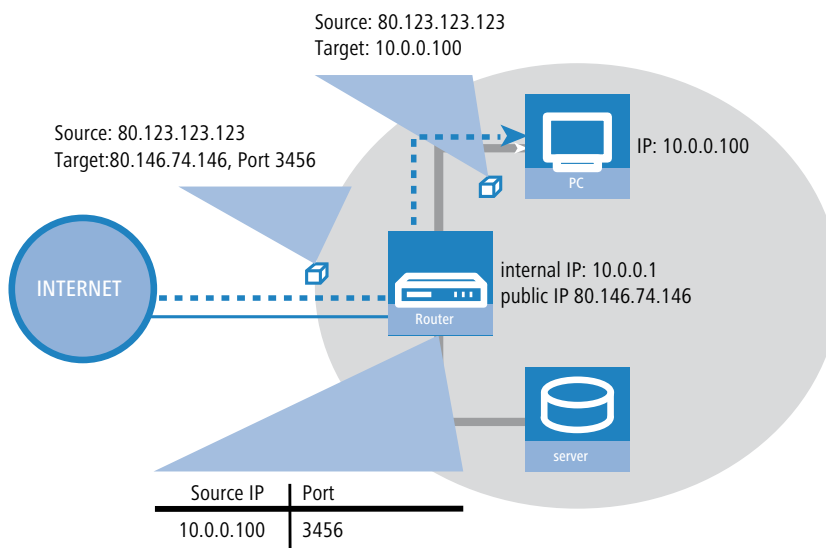 Source: 80.123.123.123
Target: 10.0.0.100
Source: 80.123.123.123
Target:80.146.74.146, Port 3456
IP: 10.0.0.100
PC
INTERNET
internal IP: 10.0.0.1
public IP 80.146.74.146
Router
server
Source IP Port
10.0.0.100 3456